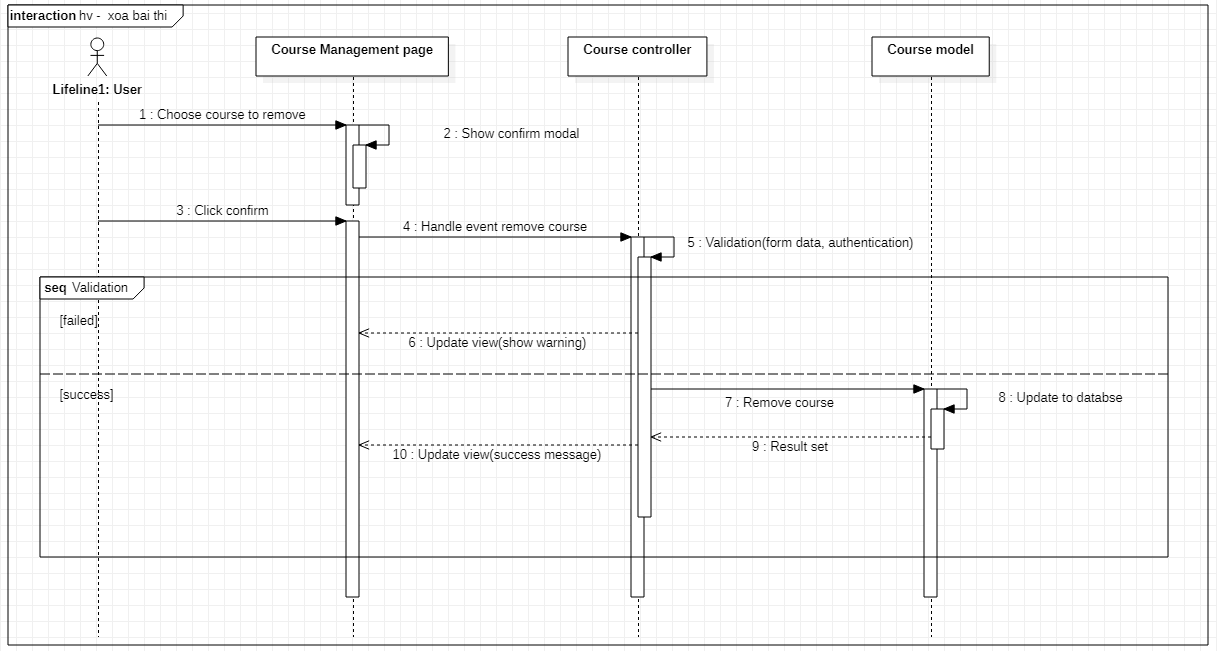 interaction hv - xoa bai thi
Course Management page
Course controller
Course model
Lifeline1: User
1 : Choose course to remove
2 : Show confirm modal
3 : Click confirm
4 : Handle event remove course
5 : Validation(form data, authentication)
seq Validation
[failed]
6 : Update view(show warning)
[success]
7 : Remove course
8 : Update to databse
9 : Result set
10 : Update view(success message)